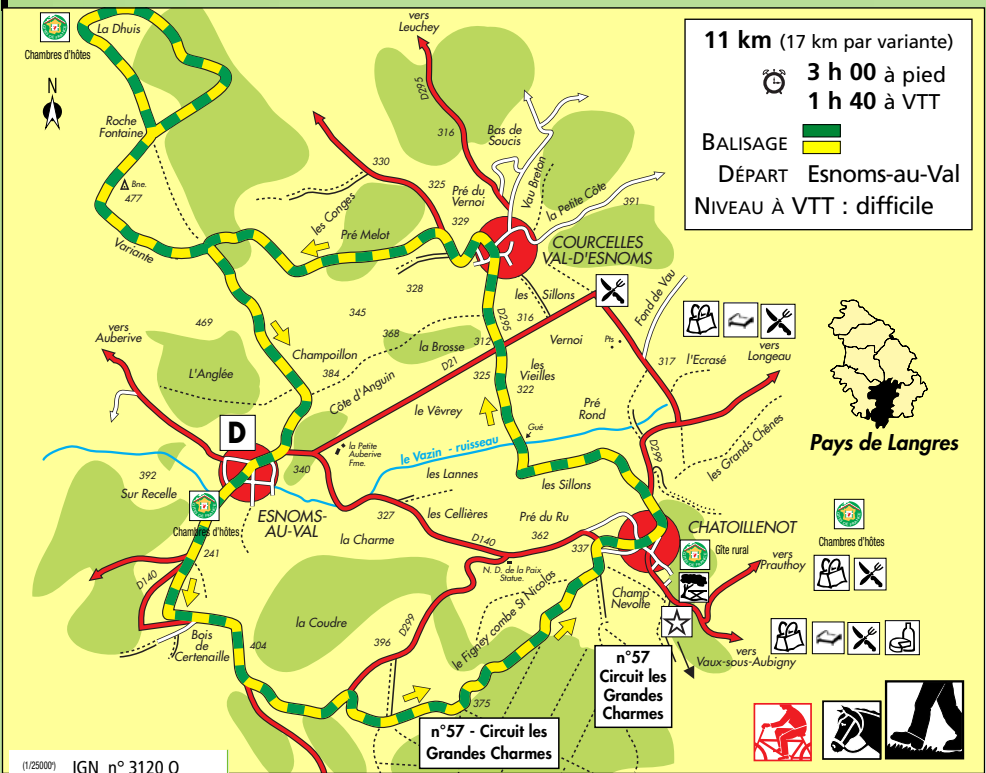 La Dhuis
Chambres d'hôtes
N
Roche
Fontaine
Bne.
477
Variante
vers
Leuchey
D295
316
Bas de
Soucis
Vau Breton
la Petite Côte
391
330
325
Pré du
Vernoi
329
les Conges
Pré Melot
COURCELLES
VAL-D'ESNOMS
11 km (17 km par variante)
3 h 00 à pied
1 h 40 à VTT
BALISAGE
DÉPART Esnoms-au-Val
NIVEAU À VTT : difficile
328
345
368
les Sillons
316
D295
312
la Brosse
D21
325
Vernoi
Pts
Fond de Vau
317
l'Ecrasé
vers
Longeau
469
vers
Auberive
L'Anglée
Champoillon
384
Côte d'Anguin
les
Vieilles
322
le Vêvrey
Pré
Rond
Gué
D299
les Grands Chênes
Pays de Langres
D
340
la Petite
Auberive
Fme.
le Vazin - ruisseau
les Lannes
les Sillons
392
Sur Recelle
Chambres d'hôtes
ESNOMS-
AU-VAL
327
les Cellières
la Charme
Pré du Ru
D140
362
337
CHATOILLENOT
Gîte rural
Chambres d'hôtes
vers
Prauthoy
241
D140
N. D. de la Paix
Statue.
Champ
Nevolte
Bois
de
Certenaille
404
la Coudre
396
D299
le Figney combe St Nicolas
375
vers
Vaux-sous-Aubigny
n°57
Circuit les
Grandes
Charmes
n°57 - Circuit les
Grandes Charmes
(1/25000e) IGN n° 3120 O